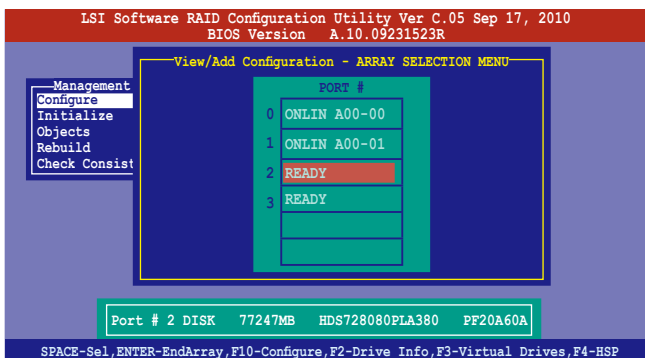 LSI Software RAID Configuration Utility Ver C.05 Sep 17, 2010
BIOS Version A.10.09231523R
View/Add Configuration - ARRAY SELECTION MENU
Management
Configure
Initialize
Objects
Rebuild
Check Consist
PORT #
0 ONLIN A00-00
1 ONLIN A00-01
2 READY
3 READY
Port # 2 DISK 77247MB HDS728080PLA380 PF20A60A
SPACE-Sel,ENTER-EndArray,F10-Configure,F2-Drive Info,F3-Virtual Drives,F4-HSP